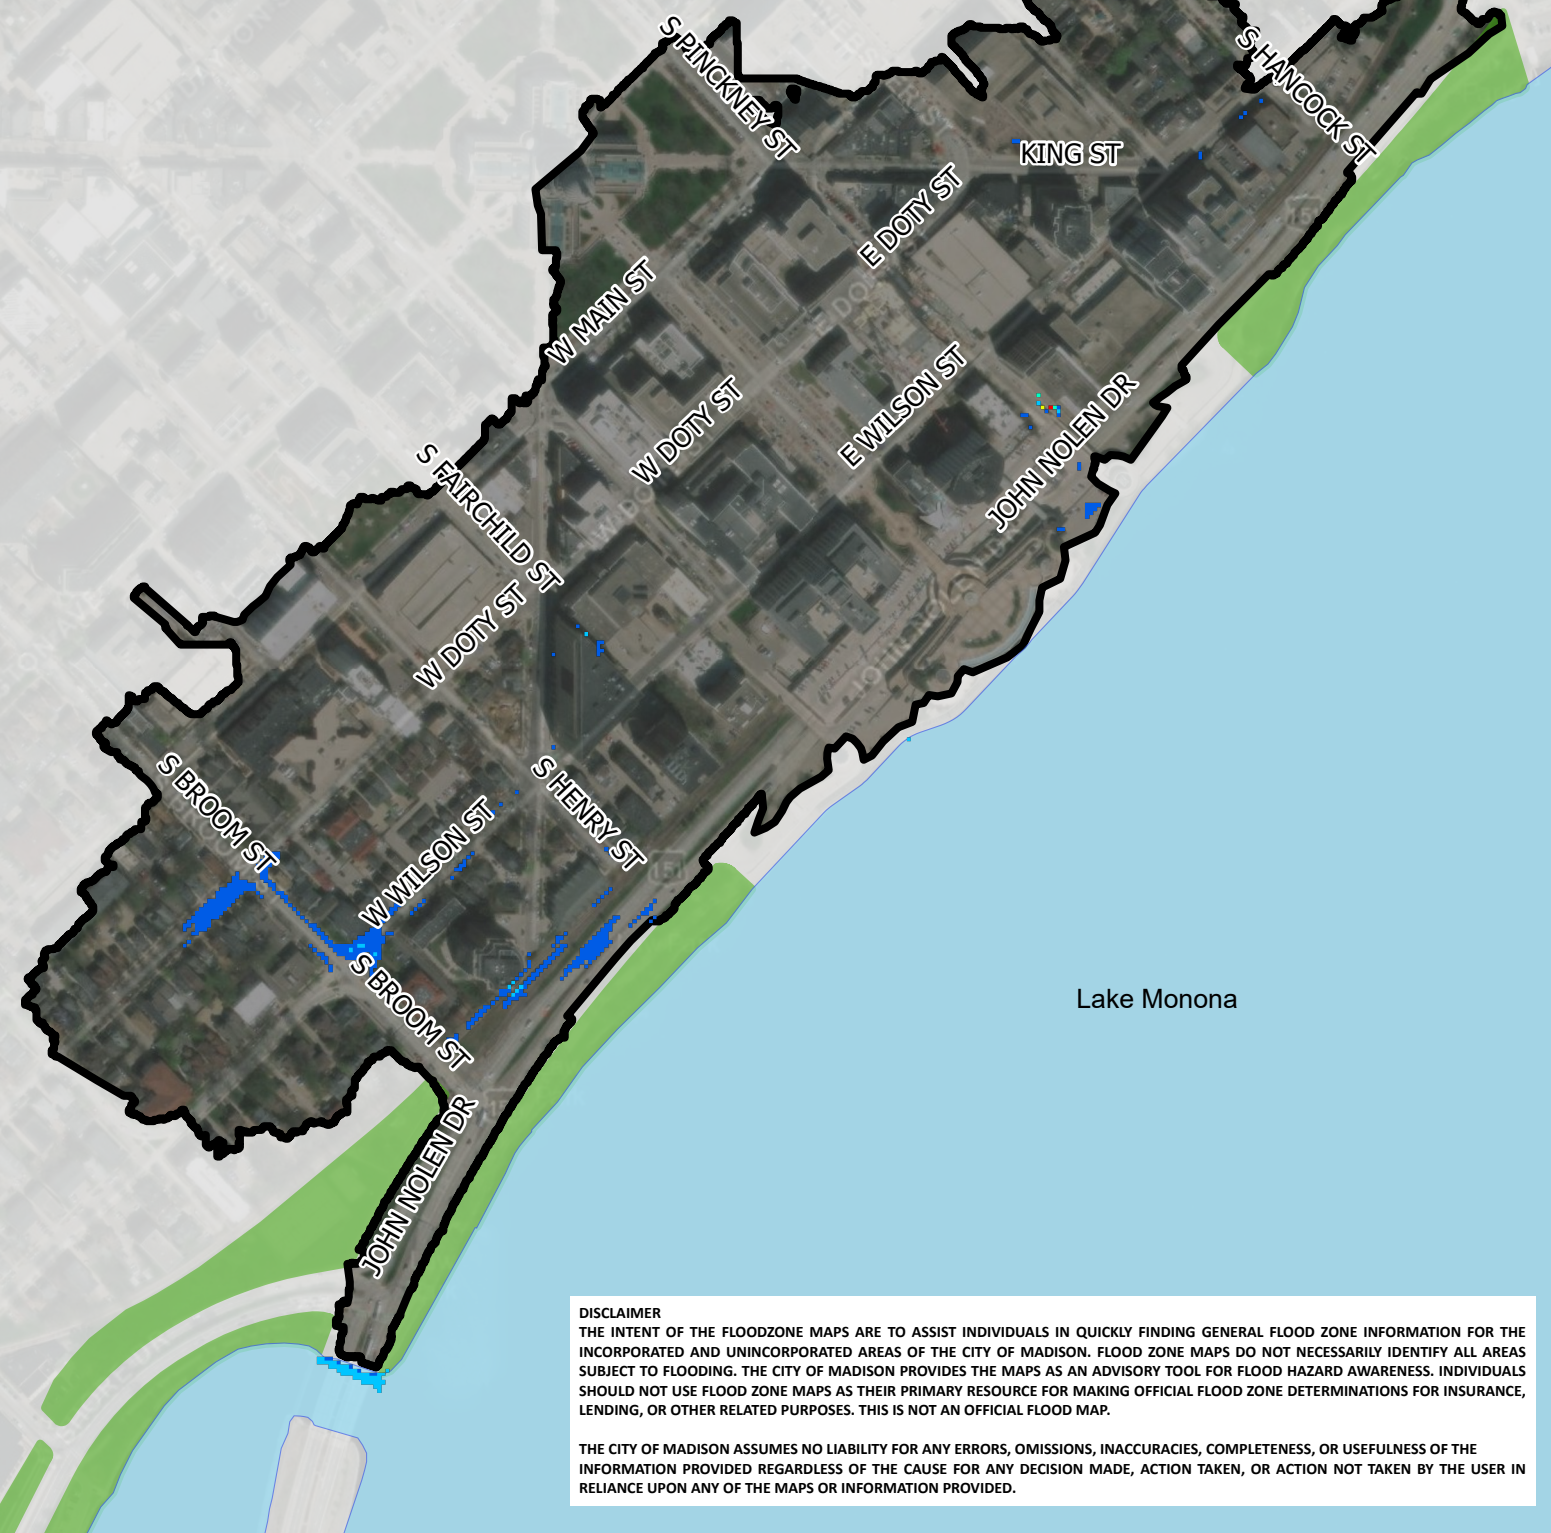 S PINCKNEY ST
S HANCOCK ST
KING ST
E DOTY ST
W MAIN ST
E WILSON ST
W DOTY ST
JOHN NOLEN DR
S FAIRCHILD ST
W DOTY ST
S BROOM ST
S HENRY ST
W WILSON ST
151
S BROOM ST
Lake Monona
JOHN NOLEN DR
DISCLAIMER
THE INTENT OF THE FLOODZONE MAPS ARE TO ASSIST INDIVIDUALS IN QUICKLY FINDING GENERAL FLOOD ZONE INFORMATION FOR THE
INCORPORATED AND UNINCORPORATED AREAS OF THE CITY OF MADISON. FLOOD ZONE MAPS DO NOT NECESSARILY IDENTIFY ALL AREAS
SUBJECT TO FLOODING. THE CITY OF MADISON PROVIDES THE MAPS AS AN ADVISORY TOOL FOR FLOOD HAZARD AWARENESS. INDIVIDUALS
SHOULD NOT USE FLOOD ZONE MAPS AS THEIR PRIMARY RESOURCE FOR MAKING OFFICIAL FLOOD ZONE DETERMINATIONS FOR INSURANCE,
LENDING, OR OTHER RELATED PURPOSES. THIS IS NOT AN OFFICIAL FLOOD MAP.
THE CITY OF MADISON ASSUMES NO LIABILITY FOR ANY ERRORS, OMISSIONS, INACCURACIES, COMPLETENESS, OR USEFULNESS OF THE
INFORMATION PROVIDED REGARDLESS OF THE CAUSE FOR ANY DECISION MADE, ACTION TAKEN, OR ACTION NOT TAKEN BY THE USER IN
RELIANCE UPON ANY OF THE MAPS OR INFORMATION PROVIDED.